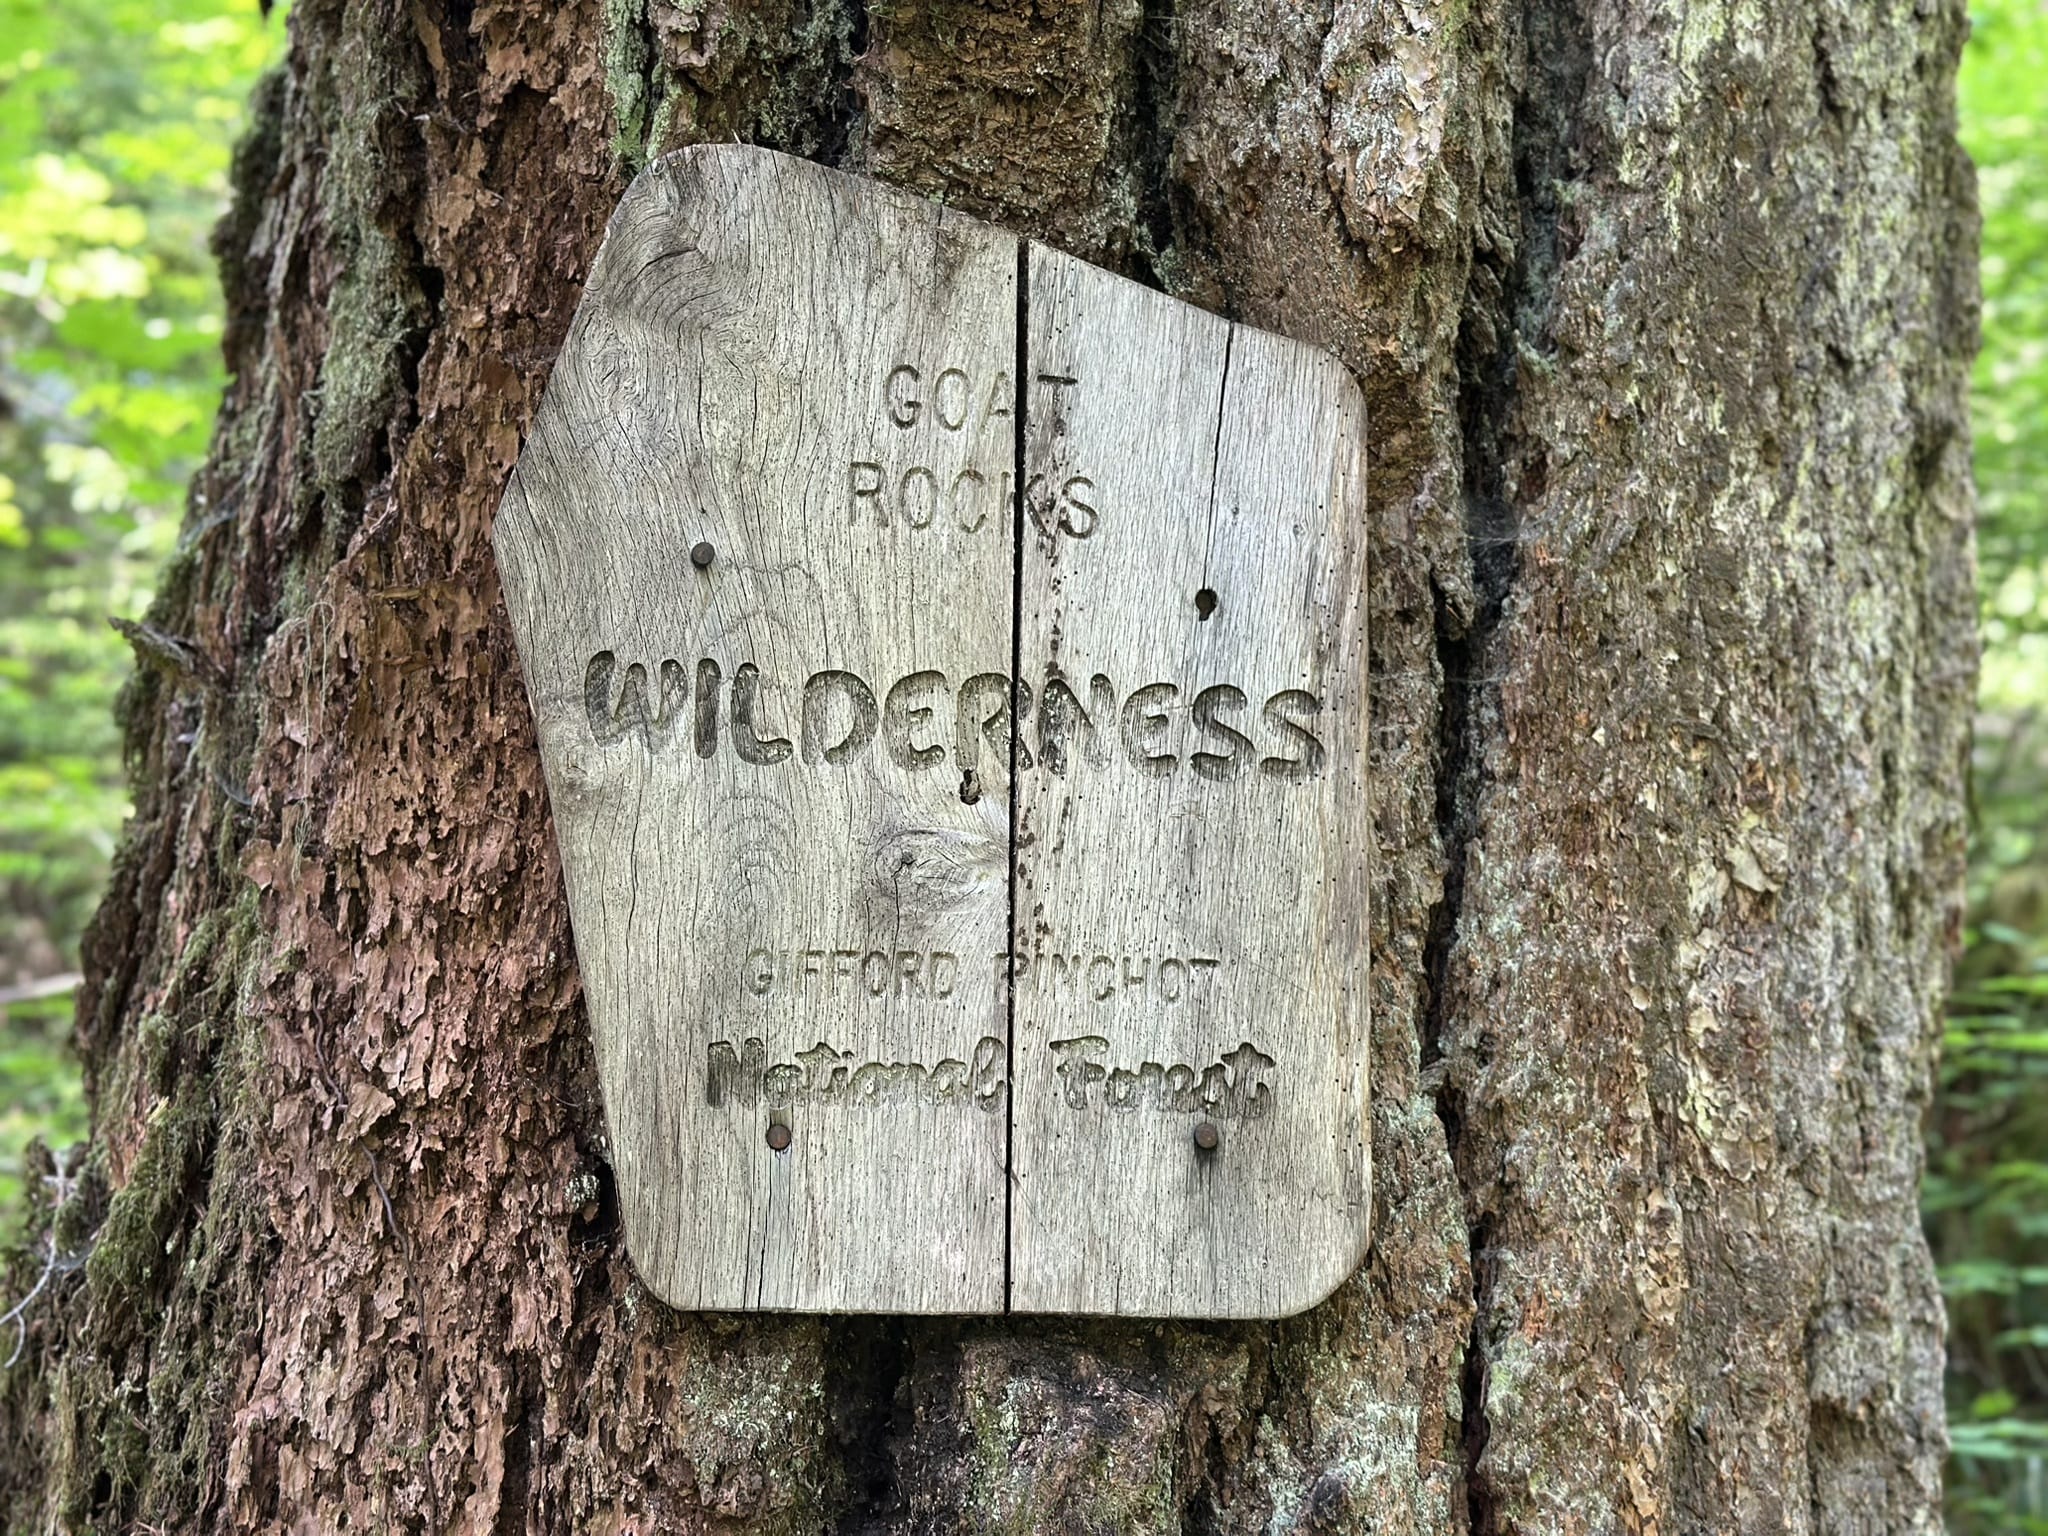 GOAT
ROCKS
WILDERNESS
GIFFORD PINCHOT
National Forest